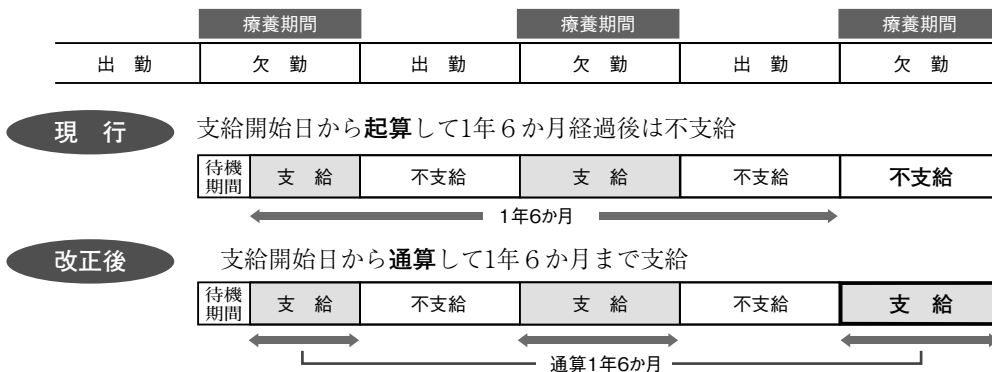 療養期間 療養期間 療養期間
出 勤 欠 勤 出 勤 欠 勤 出 勤 欠 勤
現 行 支給開始日から起算して1年6か月経過後は不支給
待機期間 支 給 不支給 支 給 不支給 不支給
1年6か月
改正後 支給開始日から通算して1年6か月まで支給
待機期間 支 給 不支給 支 給 不支給 支 給
通算1年6か月